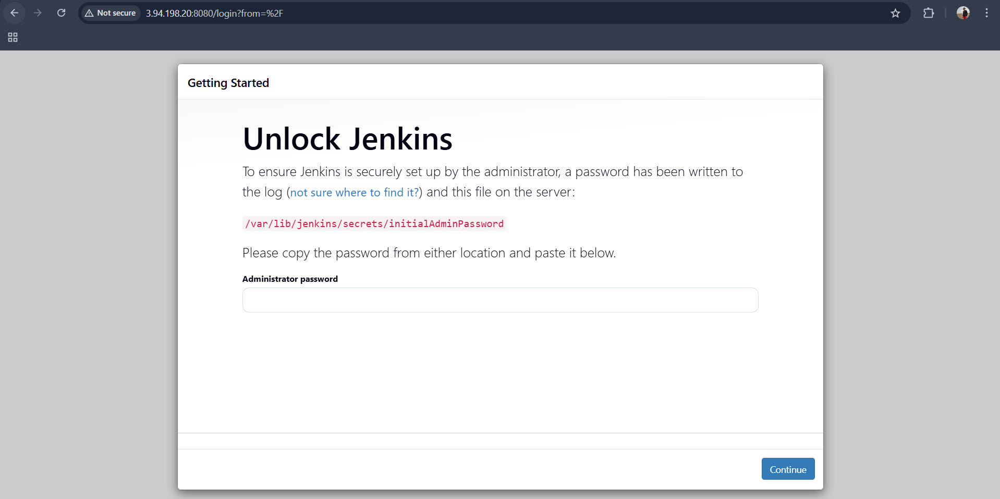 Not secure
3.94.198.20:8080/login?from=%2F
Getting Started
Unlock Jenkins
To ensure Jenkins is securely set up by the administrator, a password has been written to
the log (not sure where to find it?) and this file on the server:
/var/lib/jenkins/secrets/initialAdminPassword
Please copy the password from either location and paste it below.
Administrator password
Continue